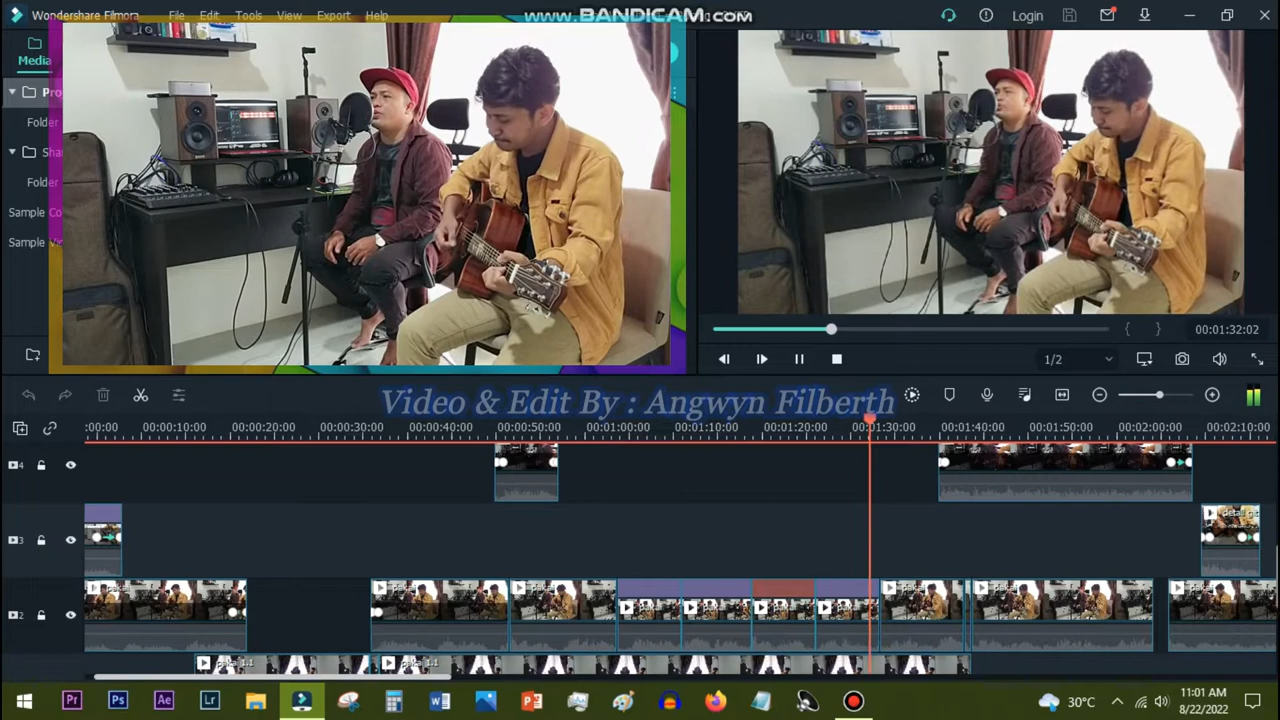 www.BANDICAM.com
Wondershare Filmora
File Edit Tools View Export Help
Login
Media
Pro
Folder
Sha
Folder
Sample Co
Sample Vi
00:01:32:02
1/2
Video & Edit By : Angwyn Filberth
:00:00 00:00:10:00 00:00:20:00 00:00:30:00 00:00:40:00 00:00:50:00 00:01:00:00 00:01:10:00 00:01:20:00 00:01:30:00 00:01:40:00 00:01:50:00 00:02:00:00 00:02:10:00
4
3
2
Pr Ps Ae Lr
30°C
11:01 AM
8/22/2022